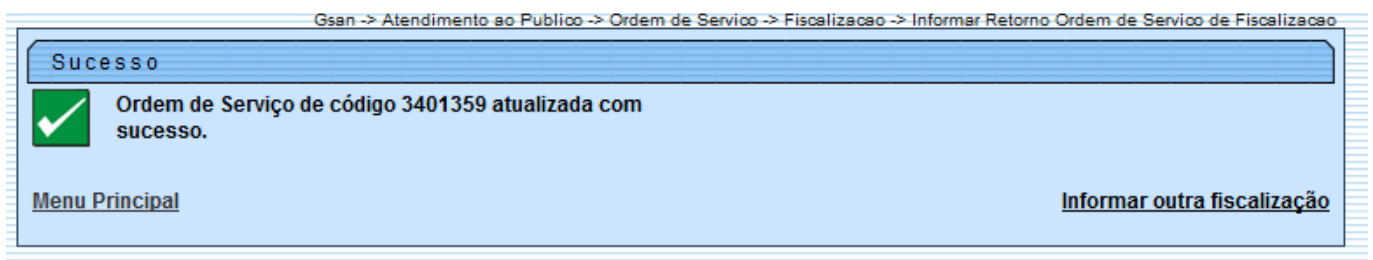 Gsan -> Atendimento ao Publico -> Ordem de Servico -> Fiscalizacao -> Informar Retorno Ordem de Servico de Fiscalizacao
Sucesso
Ordem de Serviço de código 3401359 atualizada com
sucesso.
Menu Principal
Informar outra fiscalização